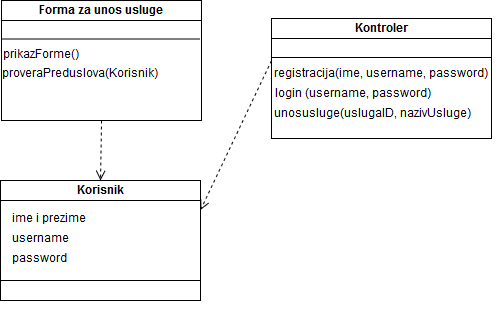 Forma za unos usluge
prikazForme()
proveraPreduslova(Korisnik)
Kontroler
registracija(ime, username, password)
login (username, password)
unosusluge(uslugaID, nazivUsluge)
Korisnik
ime i prezime
username
password